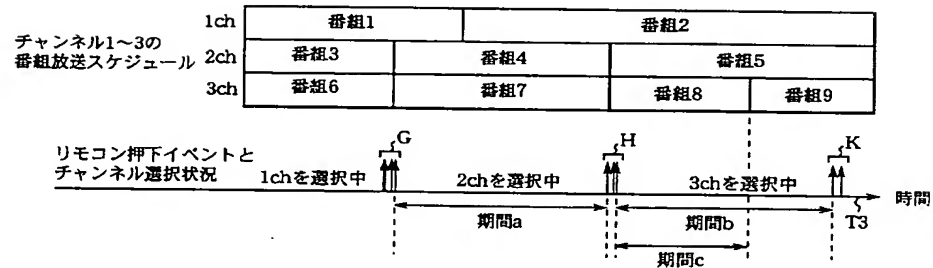 1ch 番組1 番組2
チャンネル1～3の
番組放送スケジュール
2ch 番組3 番組4 番組5
3ch 番組6 番組7 番組8 番組9
G H K
リモコン押下イベントと
チャンネル選択状況
1chを選択中 2chを選択中 3chを選択中
時間
期間a 期間b T3
期間c